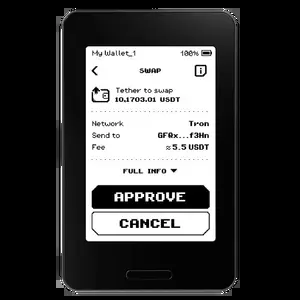 My Wallet_1 100%
SWAP
Tether to swap
10,1703.01 USDT
Network Tron
Send to GFQx...f3Hn
Fee ≈5.5 USDT
FULL INFO
APPROVE
CANCEL